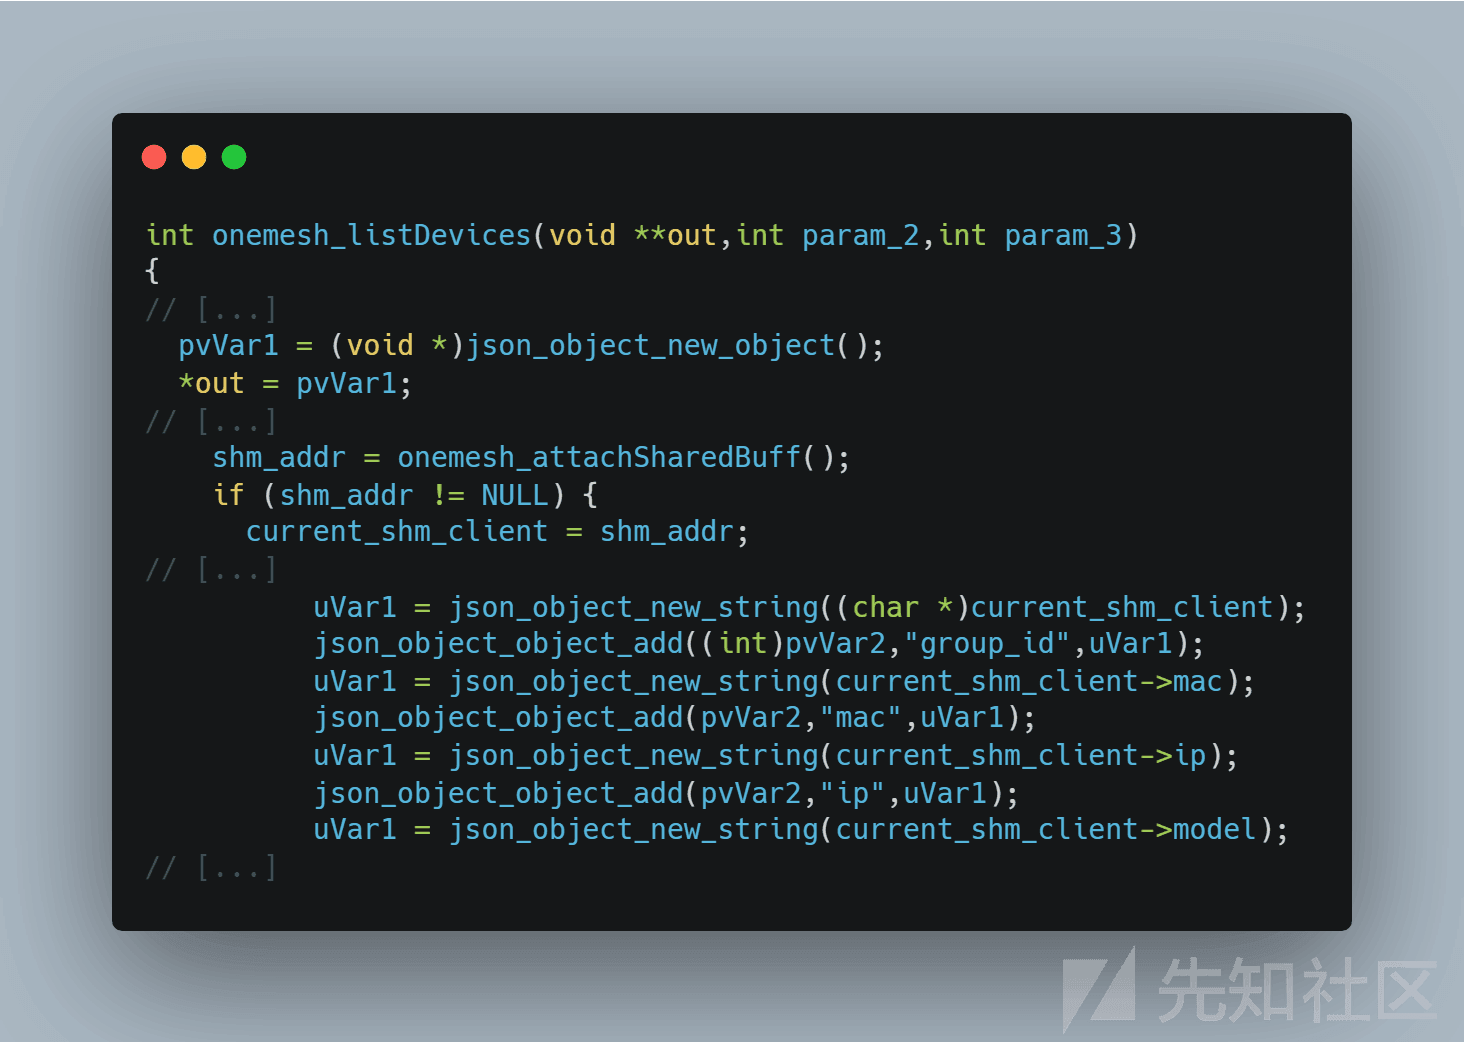 int onemesh_listDevices(void **out,int param_2,int param_3)
{
// [...]
  pvVar1 = (void *)json_object_new_object();
  *out = pvVar1;
// [...]
    shm_addr = onemesh_attachSharedBuff();
    if (shm_addr != NULL) {
      current_shm_client = shm_addr;
// [...]
          uVar1 = json_object_new_string((char *)current_shm_client);
          json_object_object_add((int)pvVar2,"group_id",uVar1);
          uVar1 = json_object_new_string(current_shm_client->mac);
          json_object_object_add(pvVar2,"mac",uVar1);
          uVar1 = json_object_new_string(current_shm_client->ip);
          json_object_object_add(pvVar2,"ip",uVar1);
          uVar1 = json_object_new_string(current_shm_client->model);
// [...]
先知社区